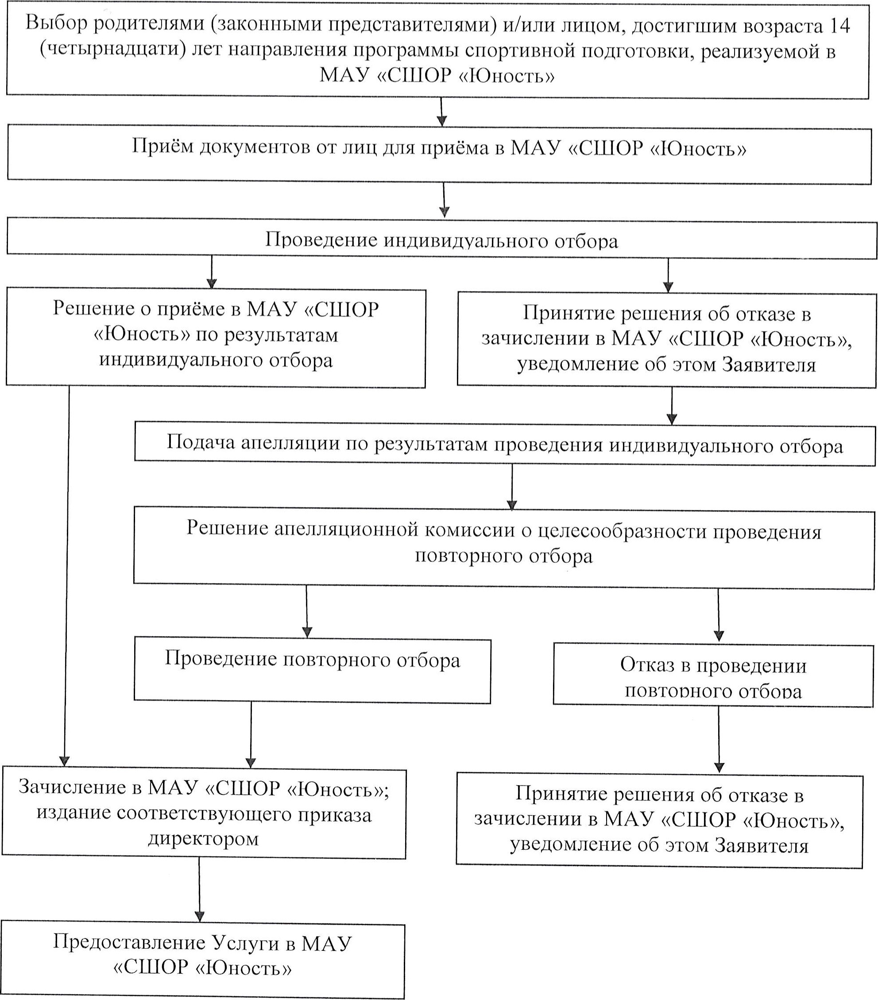 Выбор родителями (законными представителями) и/или лицом, достигшим возраста 14
(четырнадцати) лет направления программы спортивной подготовки, реализуемой в
МАУ «СШОР «Юность»
Приём документов от лиц для приёма в МАУ «СШОР «Юность»
Проведение индивидуального отбора
Решение о приёме в МАУ «СШОР
«Юность» по результатам
индивидуального отбора
Принятие решения об отказе в
зачислении в МАУ «СШОР «Юность»,
уведомление об этом Заявителя
Подача апелляции по результатам проведения индивидуального отбора
Решение апелляционной комиссии о целесообразности проведения
повторного отбора
Проведение повторного отбора
Отказ в проведении
повторного отбора
Зачисление в МАУ «СШОР «Юность»;
издание соответствующего приказа
директором
Принятие решения об отказе в
зачислении в МАУ «СШОР «Юность»,
уведомление об этом Заявителя
Предоставление Услуги в МАУ
«СШОР «Юность»